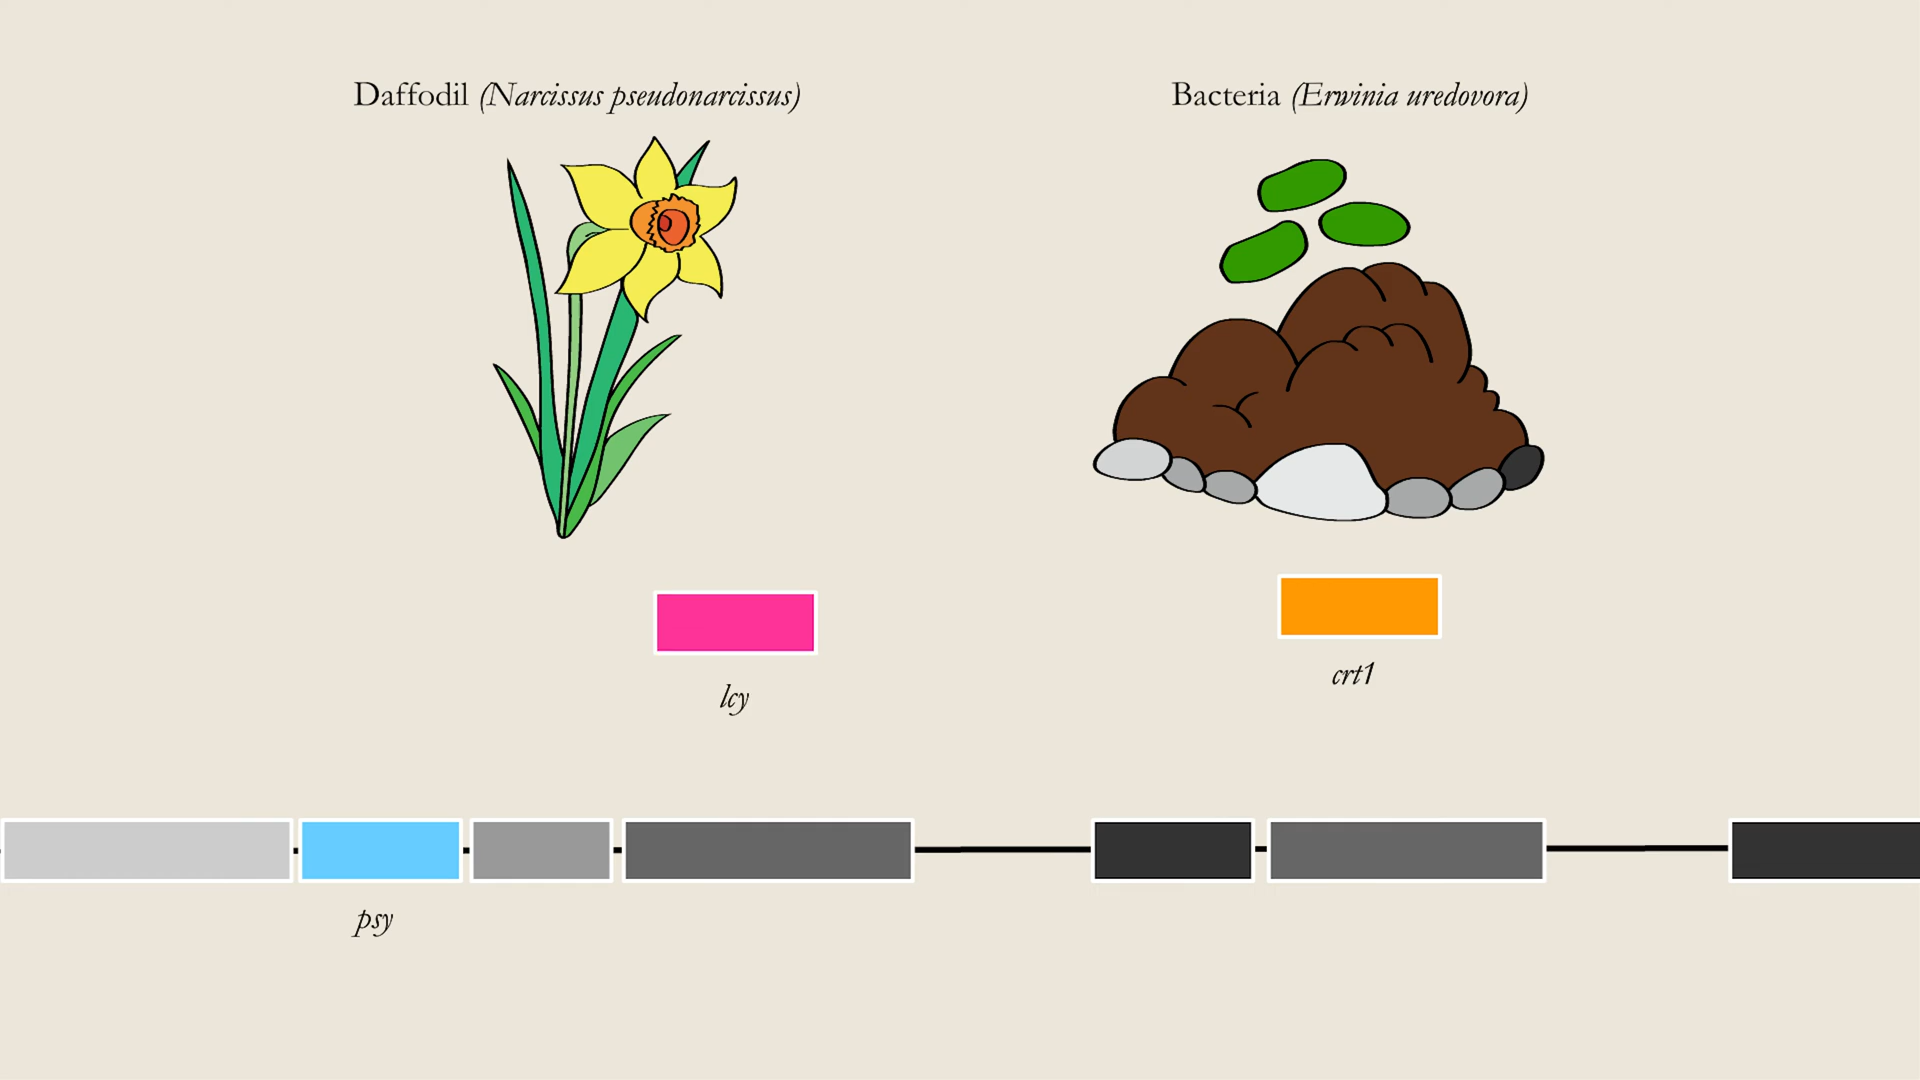 Daffodil (Narcissus pseudonarcissus)
Bacteria (Erwinia uredovora)
lcy
crt1
psy